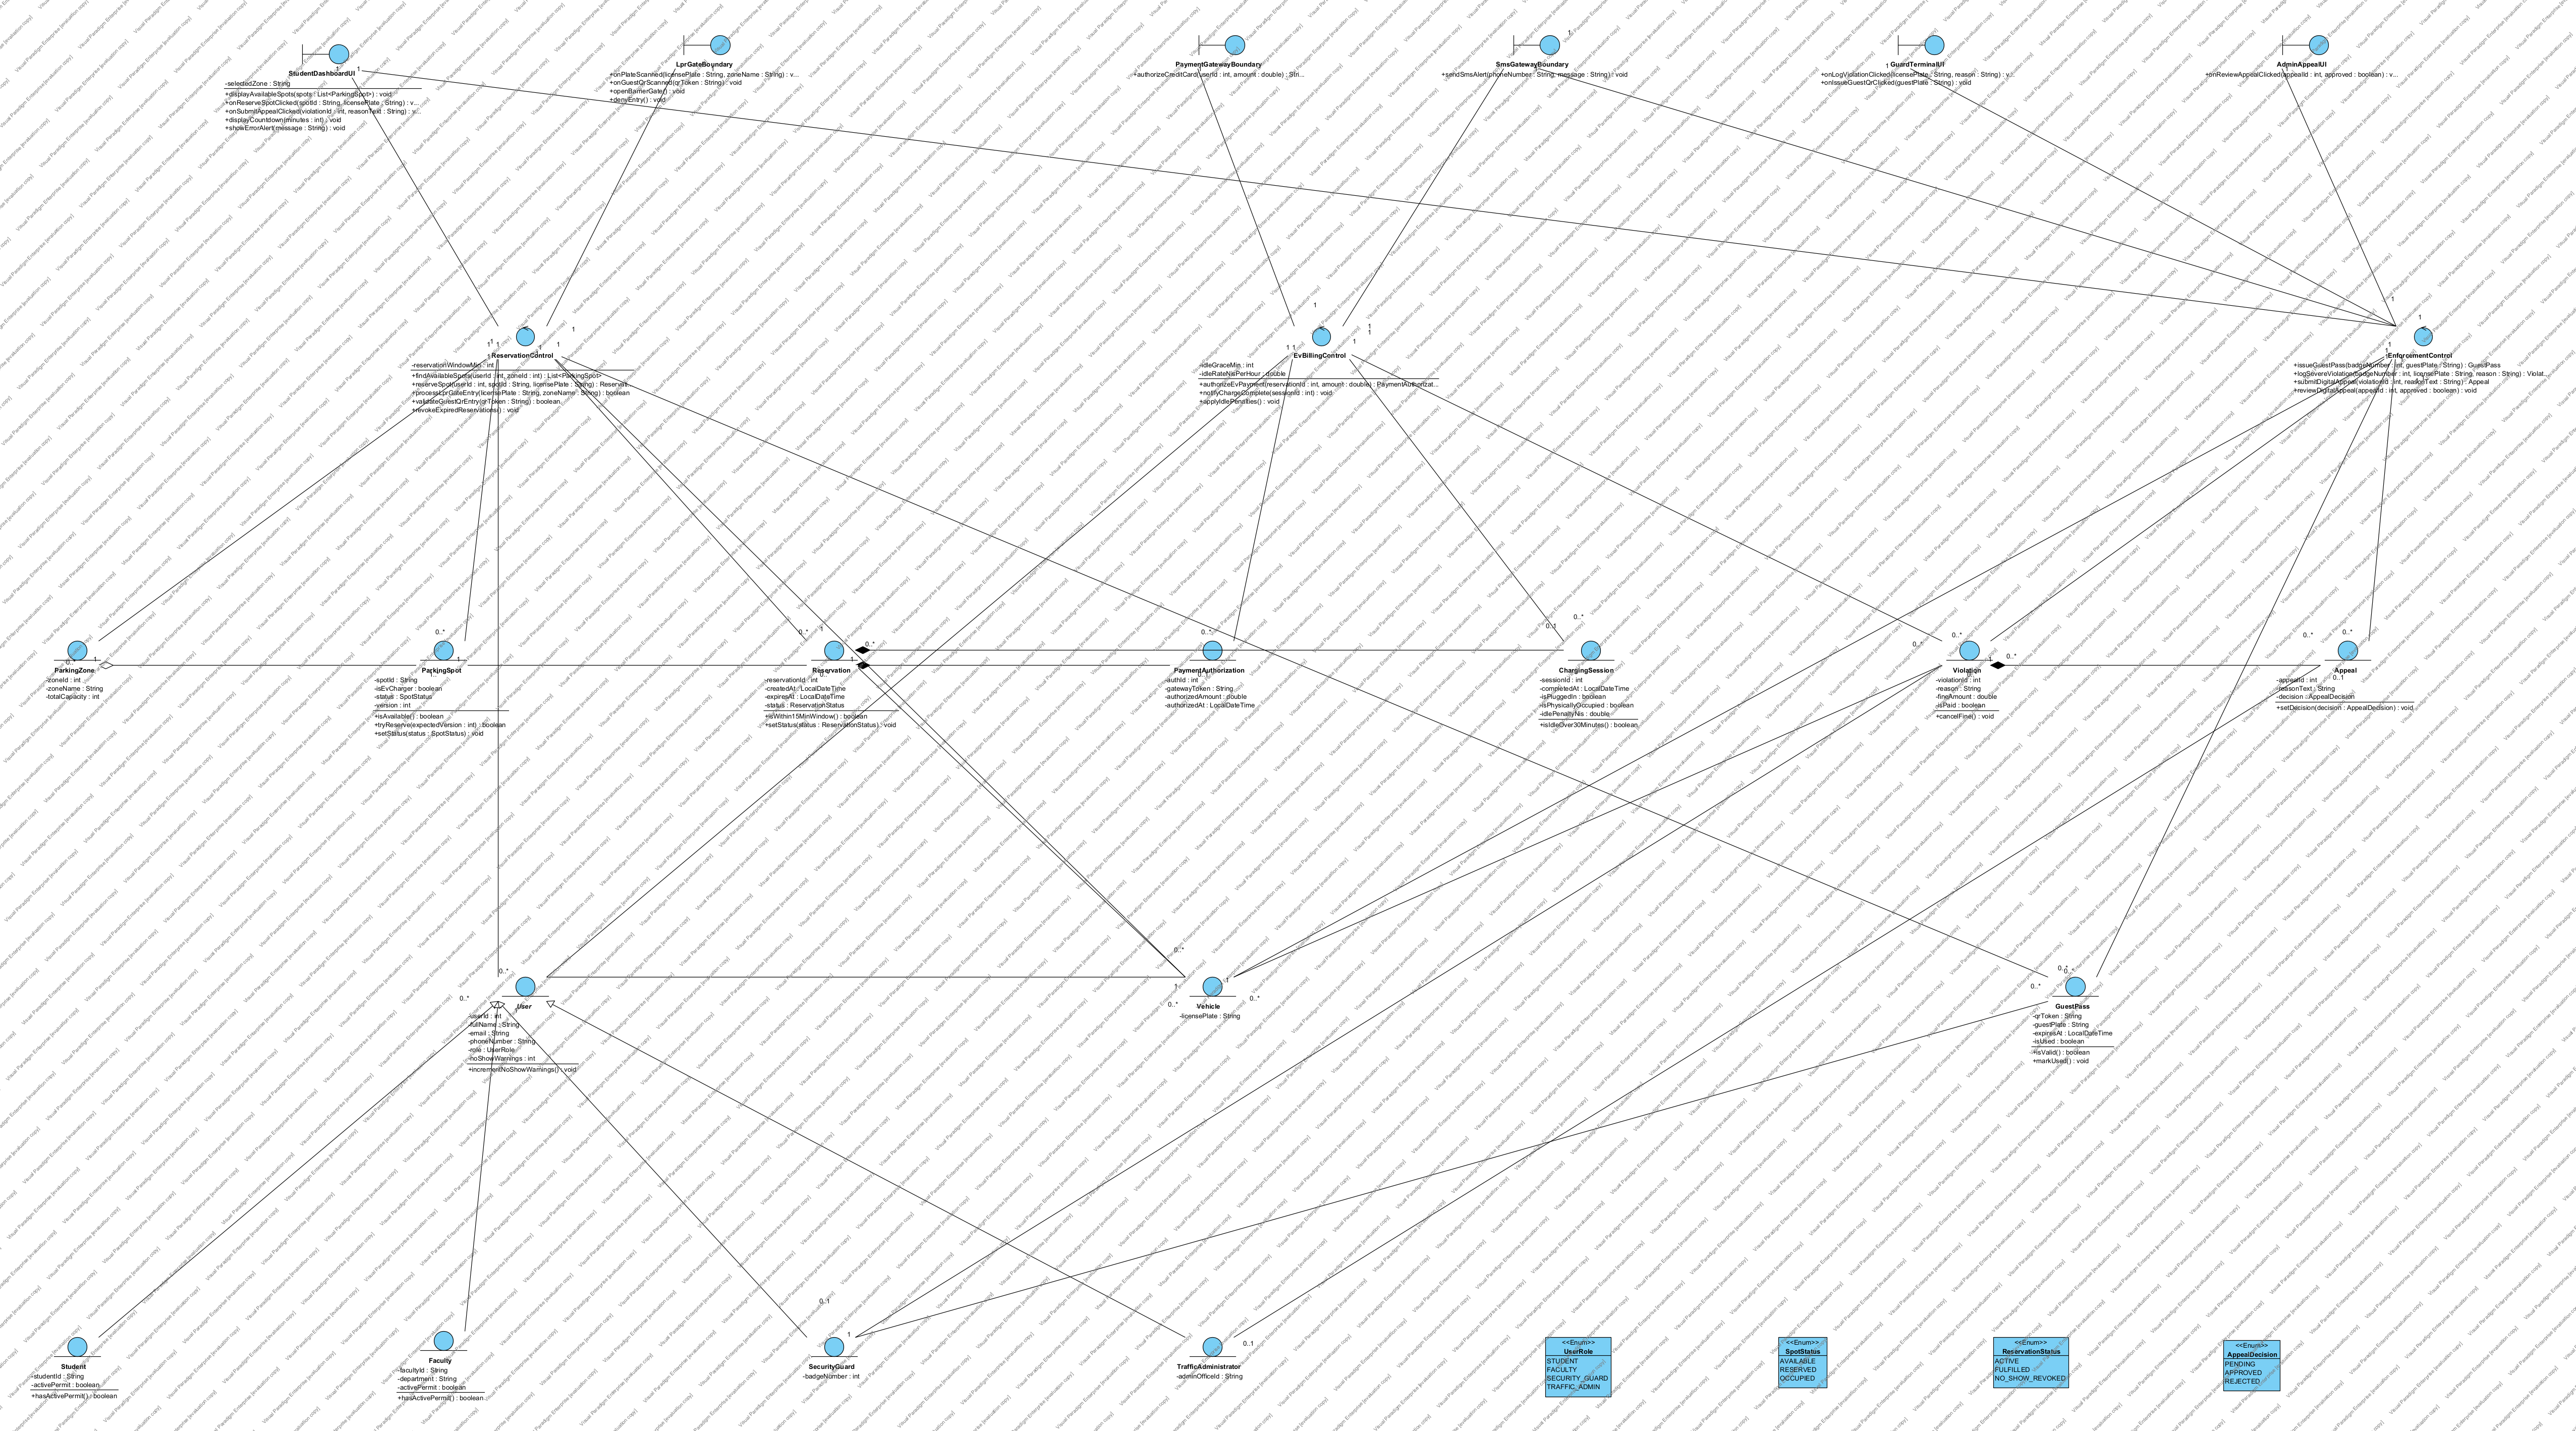 StudentDashboardUI
-selectedZone : String
+displayAvailableSpots(spots : List<ParkingSpot>) : void
+onReserveSpotClicked(spotId : String, licensePlate : String) : v...
+onSubmitAppealClicked(violationId : int, reasonText : String) : v...
+displayCountdown(minutes : int) : void
+showErrorAlert(message : String) : void
LprGateBoundary
+onPlateScanned(licensePlate : String, zoneName : String) : v...
+onGuestQrScanned(qrToken : String) : void
+openBarrierGate() : void
+denyEntry() : void
PaymentGatewayBoundary
+authorizeCreditCard(userId : int, amount : double) : Stri...
SmsGatewayBoundary
+sendSmsAlert(phoneNumber : String, message : String) : void
GuardTerminalUI
+onLogViolationClicked(licensePlate : String, reason : String) : v...
+onIssueGuestQrClicked(guestPlate : String) : void
AdminAppealUI
+onReviewAppealClicked(appealId : int, approved : boolean) : v...
ReservationControl
-reservationWindowMin : int
+findAvailableSpots(userId : int, zoneId : int) : List<ParkingSpot>
+reserveSpot(userId : int, spotId : String, licensePlate : String) : Reservati...
+processLprGateEntry(licensePlate : String, zoneName : String) : boolean
+validateGuestQrEntry(qrToken : String) : boolean
+revokeExpiredReservations() : void
EvBillingControl
-idleGraceMin : int
-idleRateNisPerHour : double
+authorizeEvPayment(reservationId : int, amount : double) : PaymentAuthorizat...
+notifyChargeComplete(sessionId : int) : void
+applyIdlePenalties() : void
EnforcementControl
+issueGuestPass(badgeNumber : int, guestPlate : String) : GuestPass
+logSevereViolation(badgeNumber : int, licensePlate : String, reason : String) : Violat...
+submitDigitalAppeal(violationId : int, reasonText : String) : Appeal
+reviewDigitalAppeal(appealId : int, approved : boolean) : void
ParkingZone
-zoneId : int
-zoneName : String
-totalCapacity : int
ParkingSpot
-spotId : String
-isEvCharger : boolean
-status : SpotStatus
-version : int
+isAvailable() : boolean
+tryReserve(expectedVersion : int) : boolean
+setStatus(status : SpotStatus) : void
Reservation
-reservationId : int
-createdAt : LocalDateTime
-expiresAt : LocalDateTime
-status : ReservationStatus
+isWithin15MinWindow() : boolean
+setStatus(status : ReservationStatus) : void
PaymentAuthorization
-authId : int
-gatewayToken : String
-authorizedAmount : double
-authorizedAt : LocalDateTime
ChargingSession
-sessionId : int
-completedAt : LocalDateTime
-isPluggedIn : boolean
-isPhysicallyOccupied : boolean
-idlePenaltyNis : double
+isIdleOver30Minutes() : boolean
Violation
-violationId : int
-reason : String
-fineAmount : double
-isPaid : boolean
+cancelFine() : void
Appeal
-appealId : int
-reasonText : String
-decision : AppealDecision
+setDecision(decision : AppealDecision) : void
User
-userId : int
-fullName : String
-email : String
-phoneNumber : String
-role : UserRole
-noShowWarnings : int
+incrementNoShowWarnings() : void
Vehicle
-licensePlate : String
GuestPass
-qrToken : String
-guestPlate : String
-expiresAt : LocalDateTime
-isUsed : boolean
+isValid() : boolean
+markUsed() : void
Student
-studentId : String
-activePermit : boolean
+hasActivePermit() : boolean
Faculty
-facultyId : String
-department : String
-activePermit : boolean
+hasActivePermit() : boolean
SecurityGuard
-badgeNumber : int
TrafficAdministrator
-adminOfficeId : String
<<Enum>>
UserRole
STUDENT
FACULTY
SECURITY_GUARD
TRAFFIC_ADMIN
<<Enum>>
SpotStatus
AVAILABLE
RESERVED
OCCUPIED
<<Enum>>
ReservationStatus
ACTIVE
FULFILLED
NO_SHOW_REVOKED
<<Enum>>
AppealDecision
PENDING
APPROVED
REJECTED
Visual Paradigm Enterprise [evaluation copy]